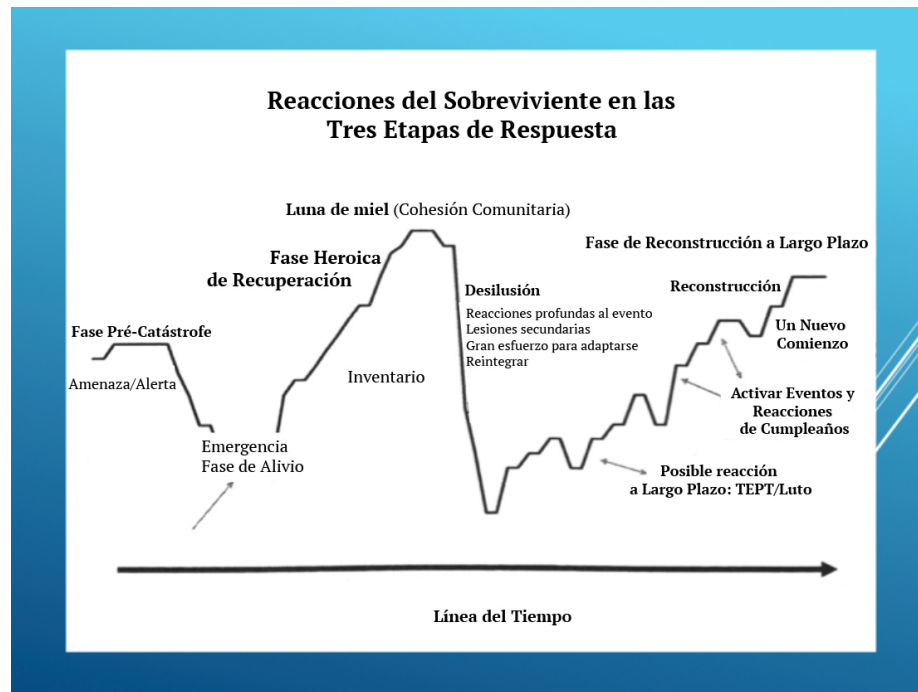 Reacciones del Sobreviviente en las
Tres Etapas de Respuesta
Luna de miel (Cohesión Comunitaria)
Fase Heroica
de Recuperación
Fase de Reconstrucción a Largo Plazo
Desilusión
Reacciones profundas al evento
Lesiones secundarias
Gran esfuerzo para adaptarse
Reintegrar
Reconstrucción
Fase Pré-Catástrofe
Un Nuevo
Comienzo
Amenaza/Alerta
Inventario
Activar Eventos y
Reacciones
de Cumpleaños
Emergencia
Fase de Alivio
Posible reacción
a Largo Plazo: TEPT/Luto
Línea del Tiempo